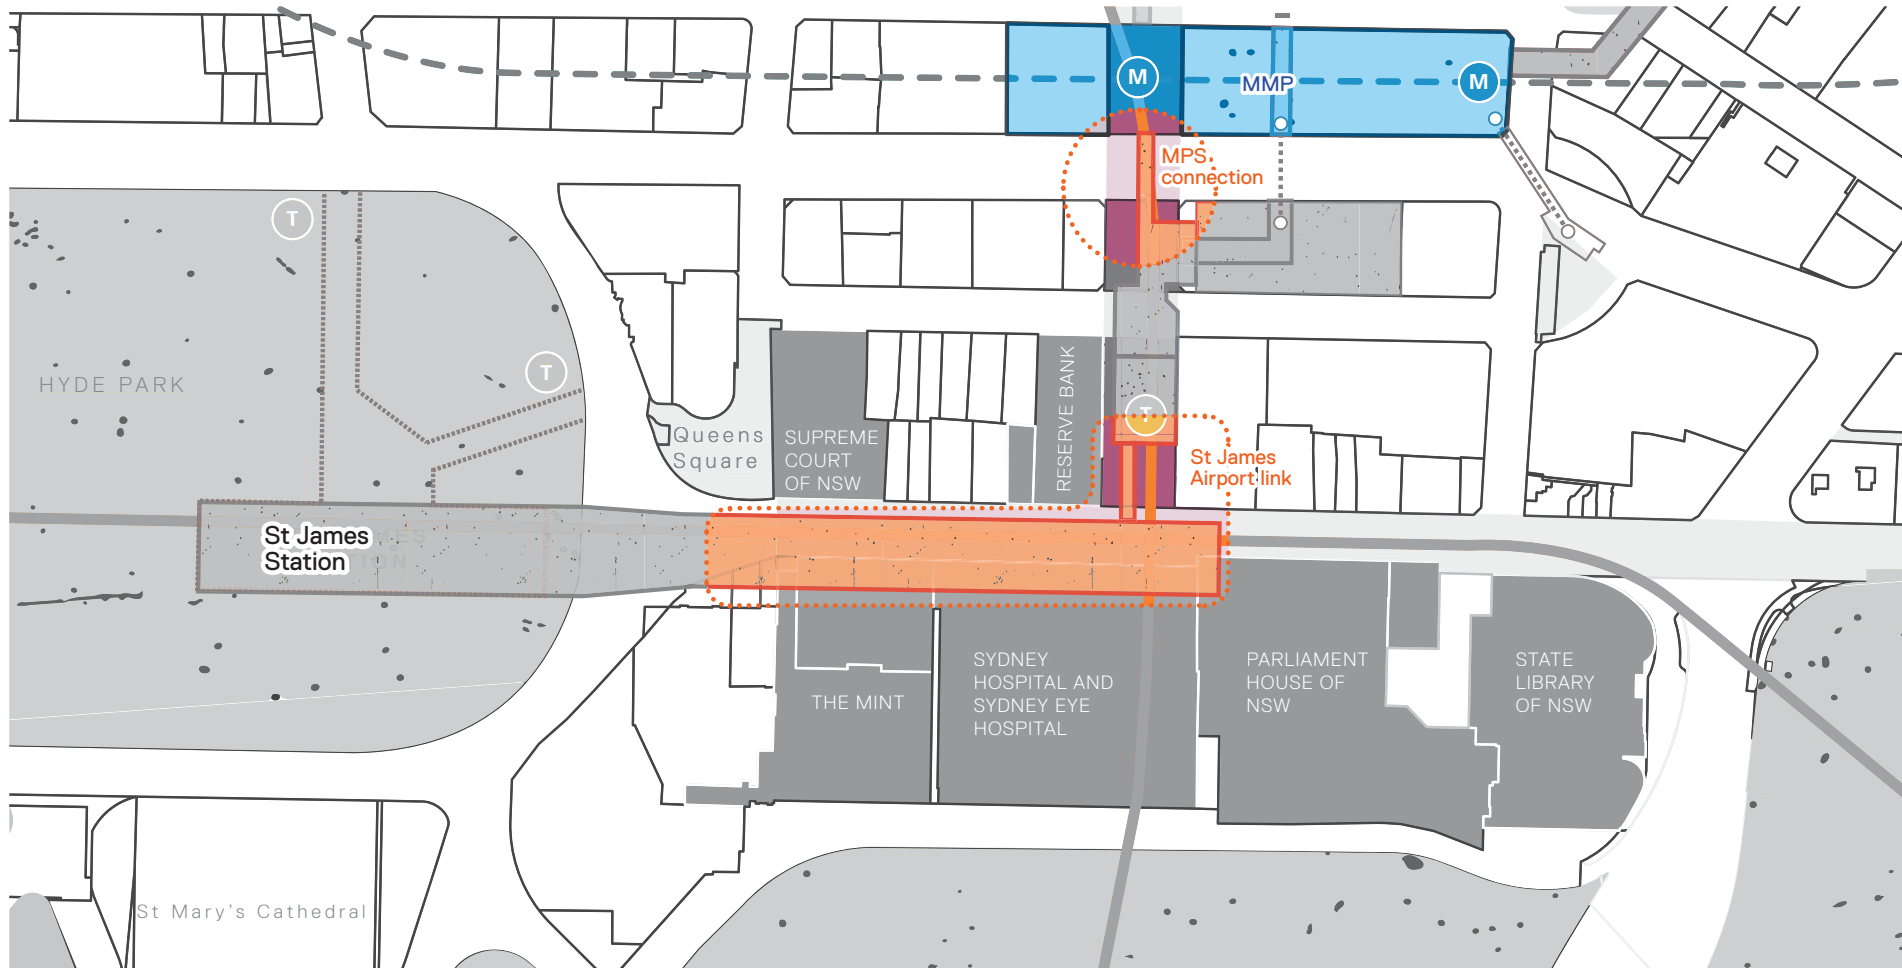 M
MMP
M
MPS
connection
T
T
HYDE PARK
T
Queens
Square
SUPREME
COURT
OF NSW
RESERVE BANK
St James
Airport link
St James
Station
THE MINT
SYDNEY
HOSPITAL AND
SYDNEY EYE
HOSPITAL
PARLIAMENT
HOUSE OF
NSW
STATE
LIBRARY
OF NSW
St Mary's Cathedral